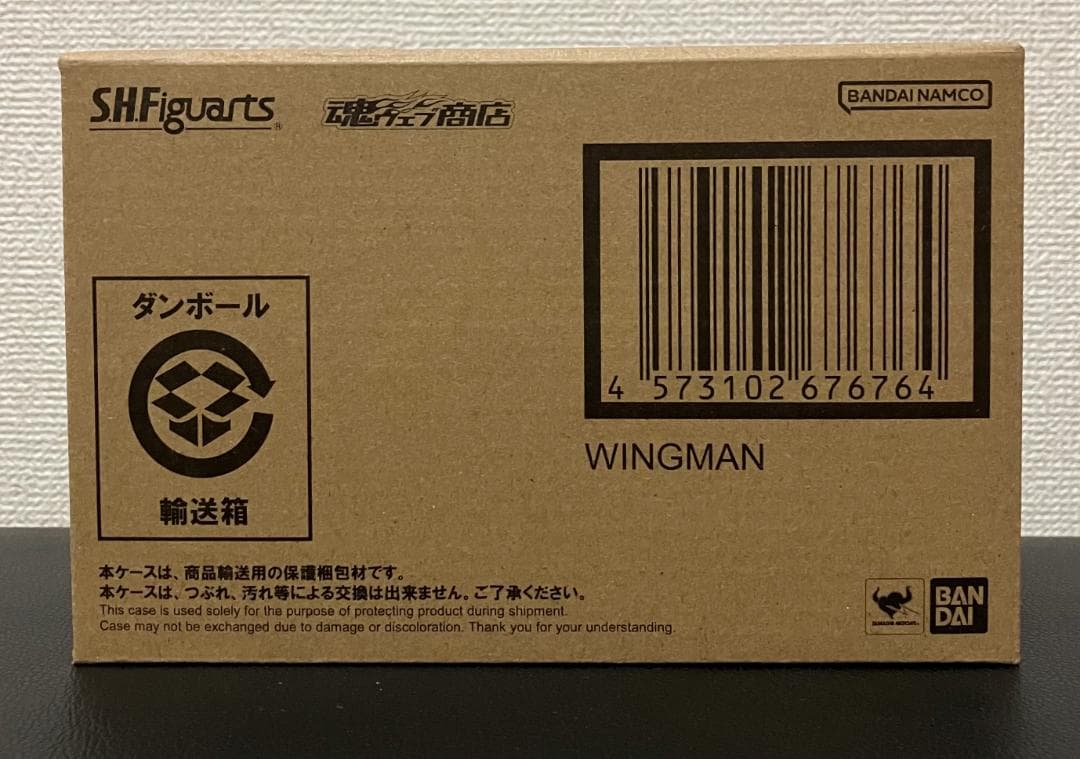 S.H.Figuarts®
魂ウェブ商店
BANDAI NAMCO
4 573102 676764
WINGMAN
ダンボール
輸送箱
本ケースは、商品輸送用の保護梱包材です。
本ケースは、つぶれ、汚れ等による交換は出来ません。ご了承ください。
This case is used solely for the purpose of protecting product during shipment.
Case may not be exchanged due to damage or discoloration. Thank you for your understanding.
TAMASHII NATIONS
BAN
DAI